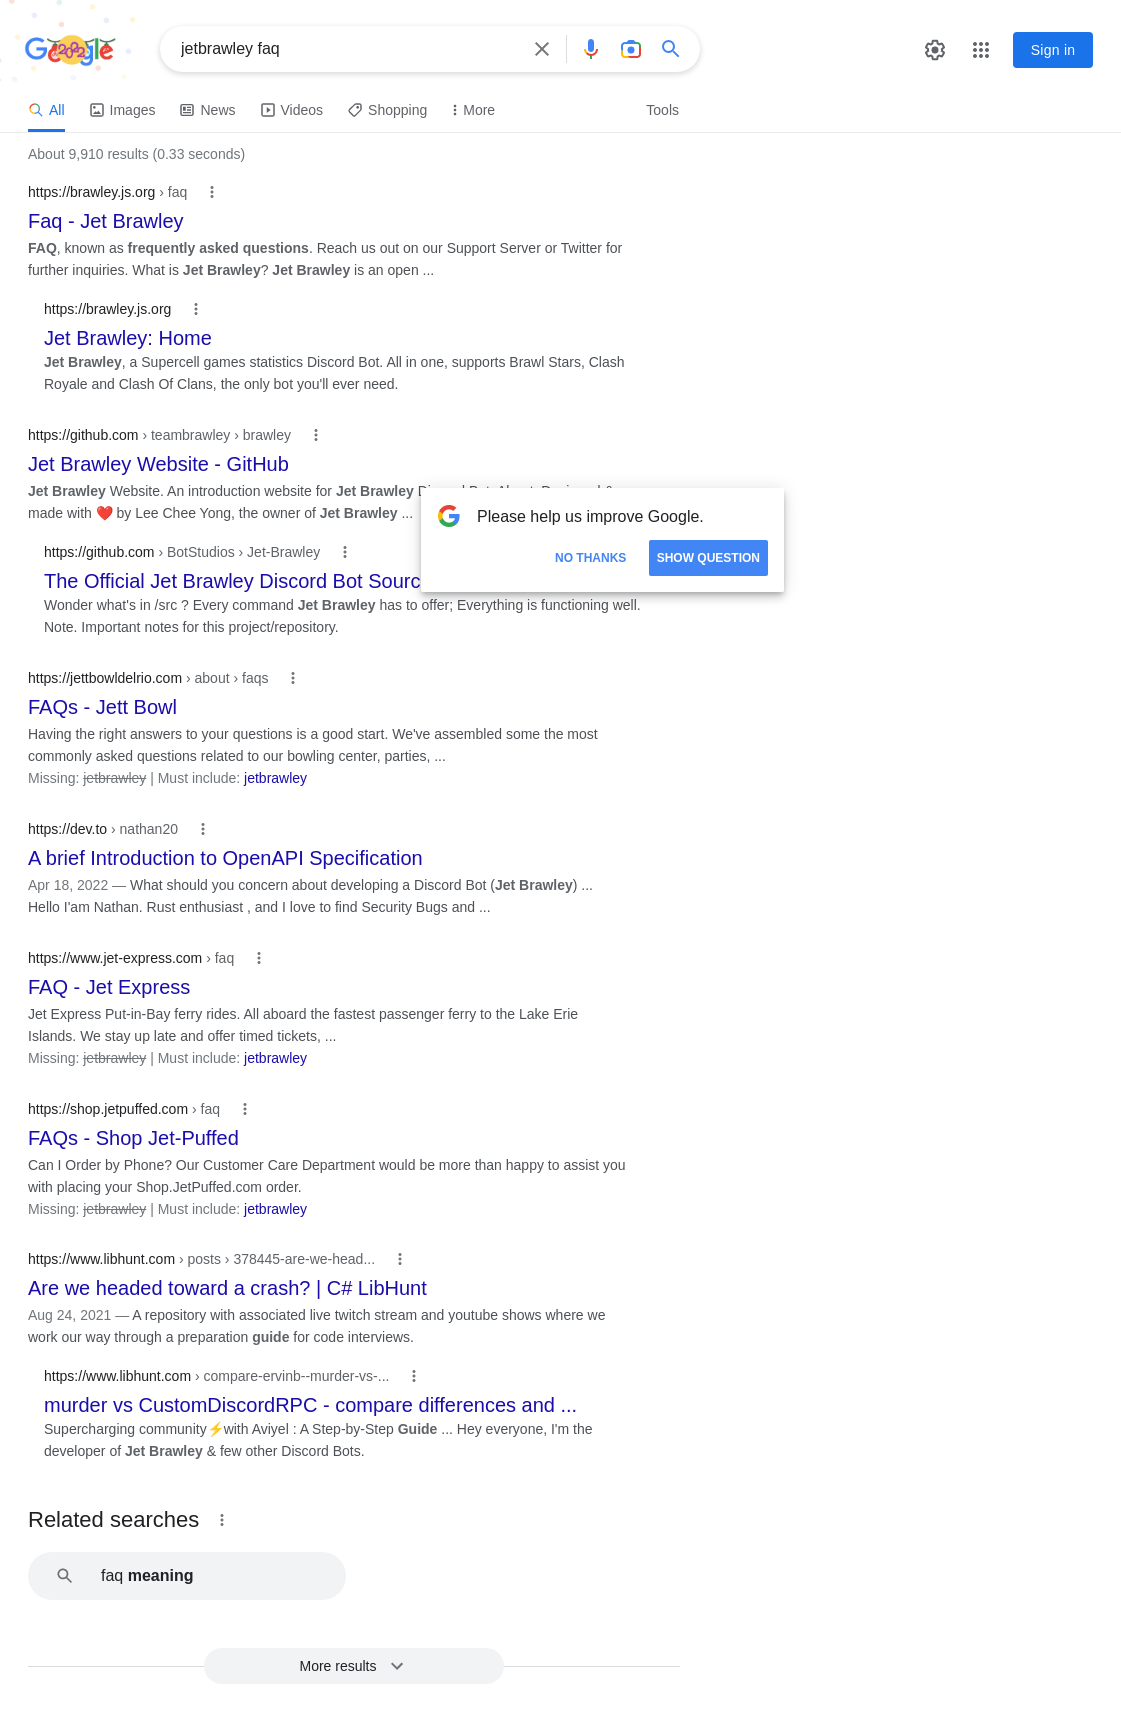 Google
jetbrawley faq
Sign in
All Images News Videos Shopping More Tools
About 9,910 results (0.33 seconds)
https://brawley.js.org › faq
Faq - Jet Brawley
FAQ, known as frequently asked questions. Reach us out on our Support Server or Twitter for
further inquiries. What is Jet Brawley? Jet Brawley is an open ...
https://brawley.js.org
Jet Brawley: Home
Jet Brawley, a Supercell games statistics Discord Bot. All in one, supports Brawl Stars, Clash
Royale and Clash Of Clans, the only bot you'll ever need.
https://github.com › teambrawley › brawley
Jet Brawley Website - GitHub
Jet Brawley Website. An introduction website for Jet Brawley
made with ❤️ by Lee Chee Yong, the owner of Jet Brawley ...
Please help us improve Google.
NO THANKS SHOW QUESTION
https://github.com › BotStudios › Jet-Brawley
The Official Jet Brawley Discord Bot Sourc
Wonder what's in /src ? Every command Jet Brawley has to offer; Everything is functioning well.
Note. Important notes for this project/repository.
https://jettbowldelrio.com › about › faqs
FAQs - Jett Bowl
Having the right answers to your questions is a good start. We've assembled some the most
commonly asked questions related to our bowling center, parties, ...
Missing: jetbrawley | Must include: jetbrawley
https://dev.to › nathan20
A brief Introduction to OpenAPI Specification
Apr 18, 2022 — What should you concern about developing a Discord Bot (Jet Brawley) ...
Hello I'am Nathan. Rust enthusiast , and I love to find Security Bugs and ...
https://www.jet-express.com › faq
FAQ - Jet Express
Jet Express Put-in-Bay ferry rides. All aboard the fastest passenger ferry to the Lake Erie
Islands. We stay up late and offer timed tickets, ...
Missing: jetbrawley | Must include: jetbrawley
https://shop.jetpuffed.com › faq
FAQs - Shop Jet-Puffed
Can I Order by Phone? Our Customer Care Department would be more than happy to assist you
with placing your Shop.JetPuffed.com order.
Missing: jetbrawley | Must include: jetbrawley
https://www.libhunt.com › posts › 378445-are-we-head...
Are we headed toward a crash? | C# LibHunt
Aug 24, 2021 — A repository with associated live twitch stream and youtube shows where we
work our way through a preparation guide for code interviews.
https://www.libhunt.com › compare-ervinb--murder-vs-...
murder vs CustomDiscordRPC - compare differences and ...
Supercharging community⚡with Aviyel : A Step-by-Step Guide ... Hey everyone, I'm the
developer of Jet Brawley & few other Discord Bots.
Related searches
faq meaning
More results